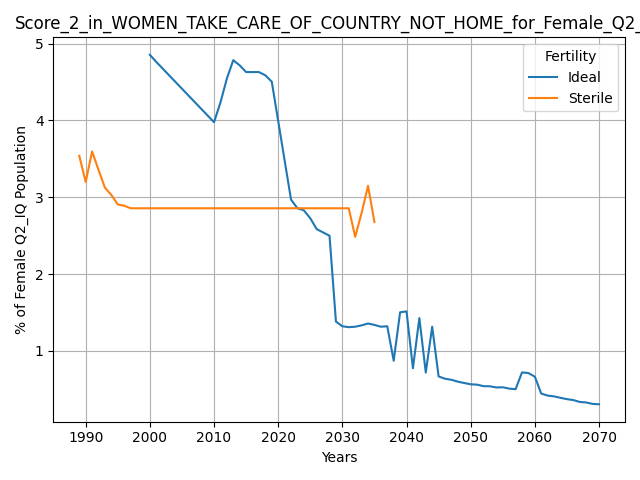 Score_2_in_WOMEN_TAKE_CARE_OF_COUNTRY_NOT_HOME_for_Female_Q2_
5
4
3
2
1
% of Female Q2_IQ Population
Fertility
Ideal
Sterile
1990 2000 2010 2020 2030 2040 2050 2060 2070
Years